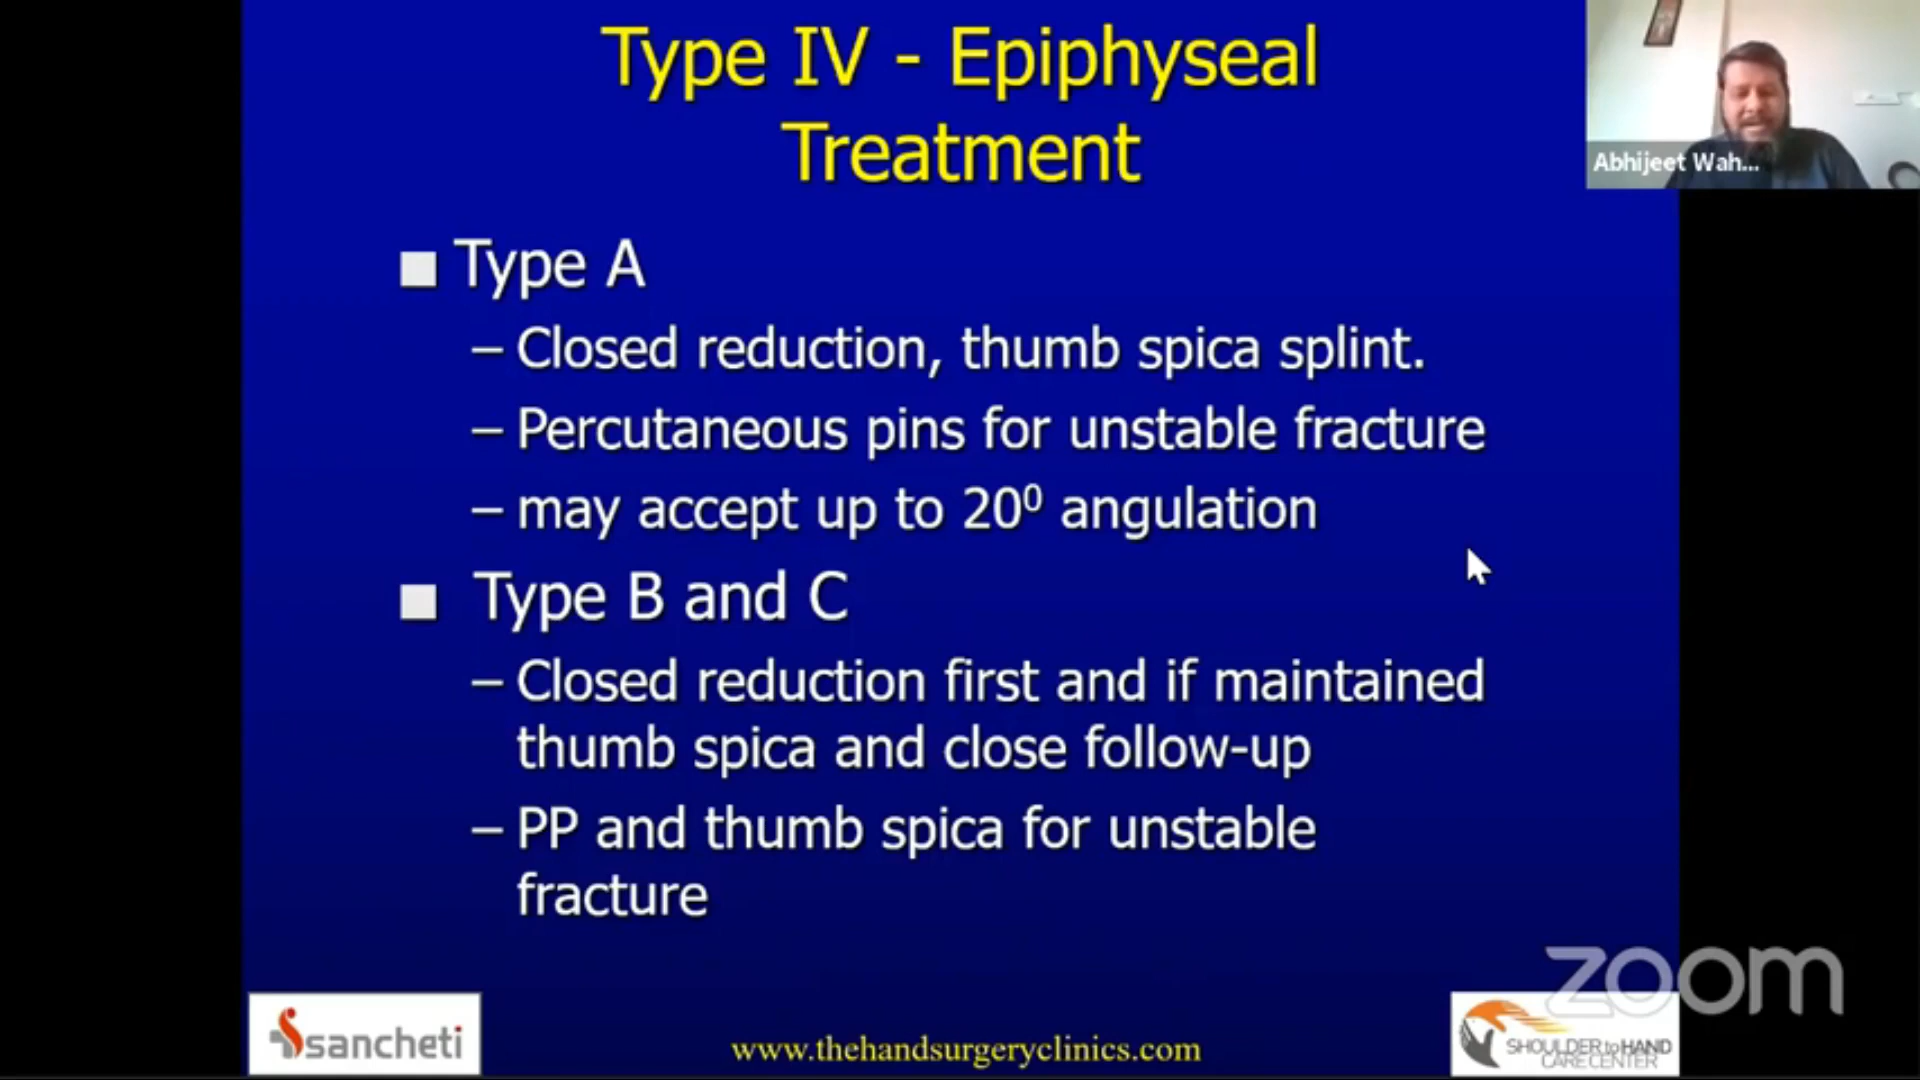 Type IV - Epiphyseal
Treatment
Abhijeet Wah...
Type A
– Closed reduction, thumb spica splint.
– Percutaneous pins for unstable fracture
– may accept up to 20⁰ angulation
Type B and C
– Closed reduction first and if maintained
thumb spica and close follow-up
– PP and thumb spica for unstable
fracture
zoom
sancheti
www.thehandsurgeryclinics.com
SHOULDER to HAND
CARE CENTER